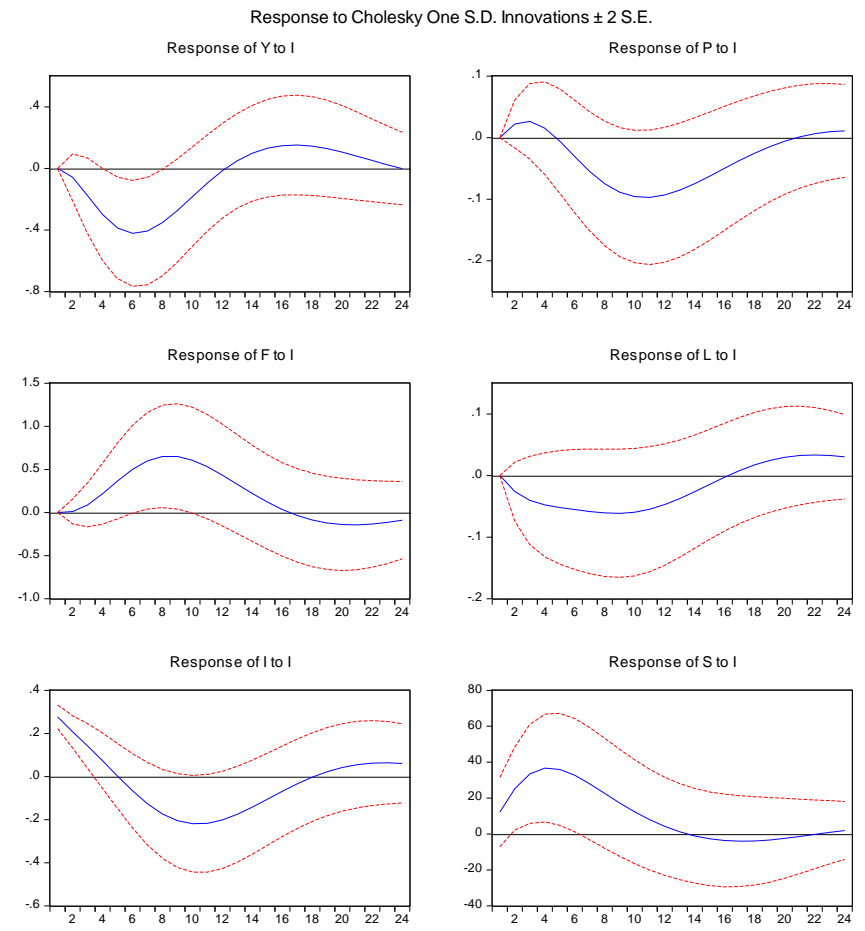 Response to Cholesky One S.D. Innovations ± 2 S.E.
Response of Y to I
.4
.0
-.4
-.8
2 4 6 8 10 12 14 16 18 20 22 24
Response of P to I
.1
.0
-.1
-.2
2 4 6 8 10 12 14 16 18 20 22 24
Response of F to I
1.5
1.0
0.5
0.0
-0.5
-1.0
2 4 6 8 10 12 14 16 18 20 22 24
Response of L to I
.1
.0
-.1
-.2
2 4 6 8 10 12 14 16 18 20 22 24
Response of I to I
.4
.2
.0
-.2
-.4
-.6
2 4 6 8 10 12 14 16 18 20 22 24
Response of S to I
80
60
40
20
0
-20
-40
2 4 6 8 10 12 14 16 18 20 22 24